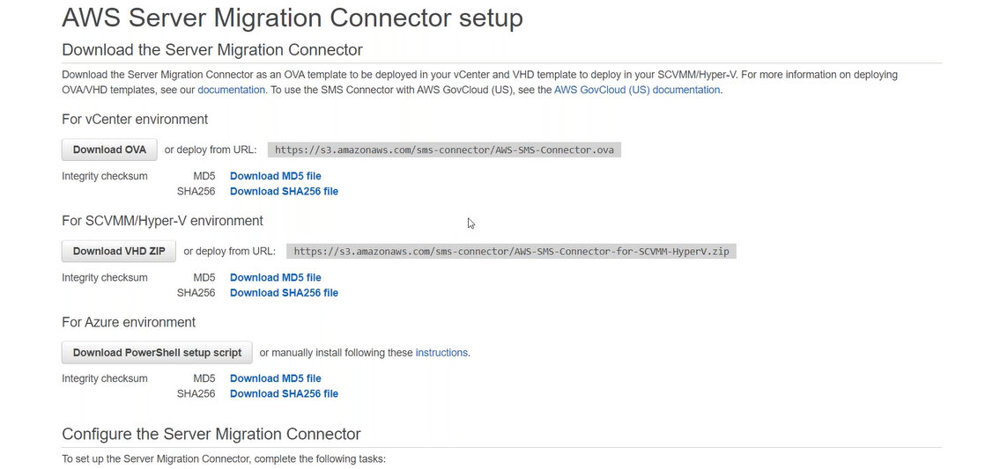 AWS Server Migration Connector setup
Download the Server Migration Connector
Download the Server Migration Connector as an OVA template to be deployed in your vCenter and VHD template to deploy in your SCVMM/Hyper-V. For more information on deploying
OVA/VHD templates, see our documentation. To use the SMS Connector with AWS GovCloud (US), see the AWS GovCloud (US) documentation.
For vCenter environment
Download OVA or deploy from URL: https://s3.amazonaws.com/sms-connector/AWS-SMS-Connector.ova
Integrity checksum MD5 Download MD5 file
SHA256 Download SHA256 file
For SCVMM/Hyper-V environment
Download VHD ZIP or deploy from URL: https://s3.amazonaws.com/sms-connector/AWS-SMS-Connector-for-SCVMM-HyperV.zip
Integrity checksum MD5 Download MD5 file
SHA256 Download SHA256 file
For Azure environment
Download PowerShell setup script or manually install following these instructions.
Integrity checksum MD5 Download MD5 file
SHA256 Download SHA256 file
Configure the Server Migration Connector
To set up the Server Migration Connector, complete the following tasks: